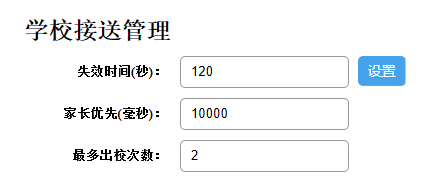 学校接送管理
失效时间(秒)： 120 设置
家长优先(毫秒)： 10000
最多出校次数： 2